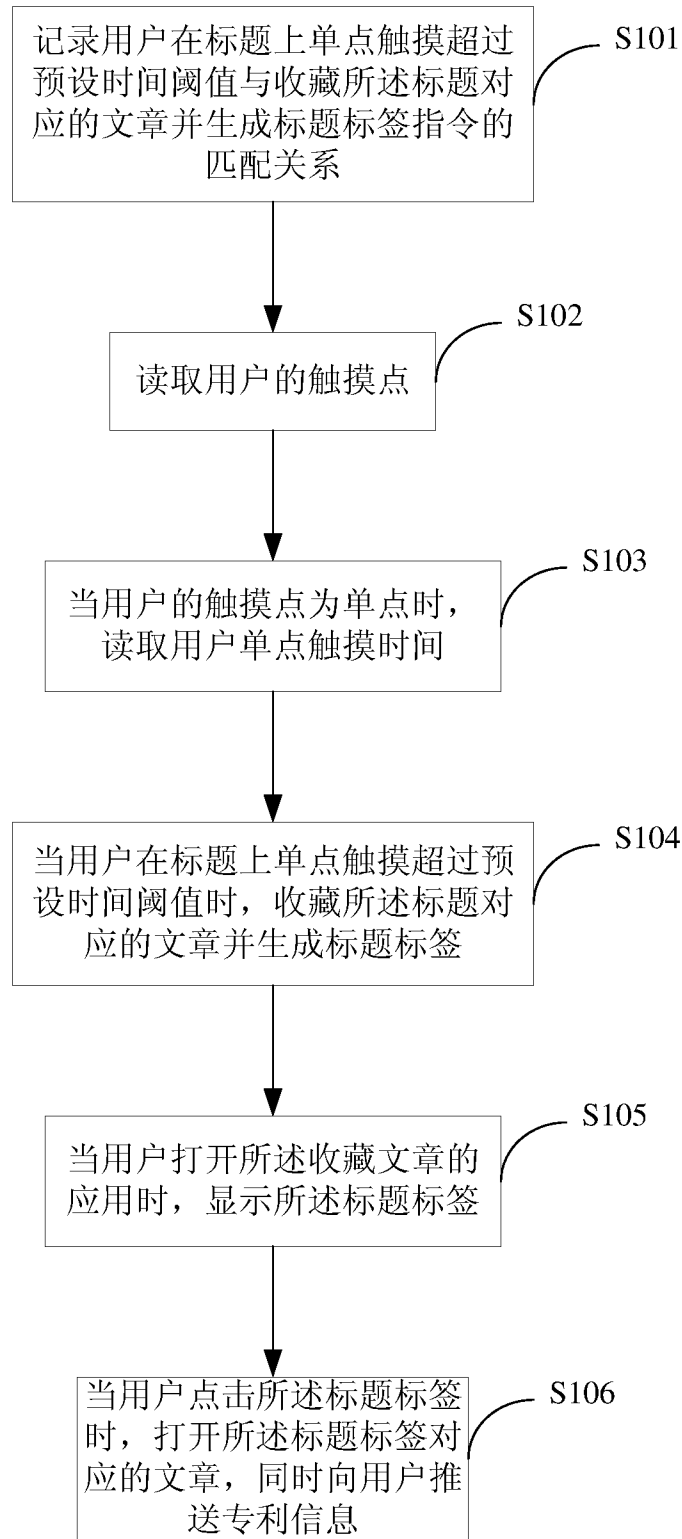 记录用户在标题上单点触摸超过
预设时间阈值与收藏所述标题对
应的文章并生成标题标签指令的
匹配关系
S101
读取用户的触摸点
S102
当用户的触摸点为单点时，
读取用户单点触摸时间
S103
当用户在标题上单点触摸超过预
设时间阈值时，收藏所述标题对
应的文章并生成标题标签
S104
当用户打开所述收藏文章的
应用时，显示所述标题标签
S105
当用户点击所述标题标签
时，打开所述标题标签对
应的文章，同时向用户推
送专利信息
S106